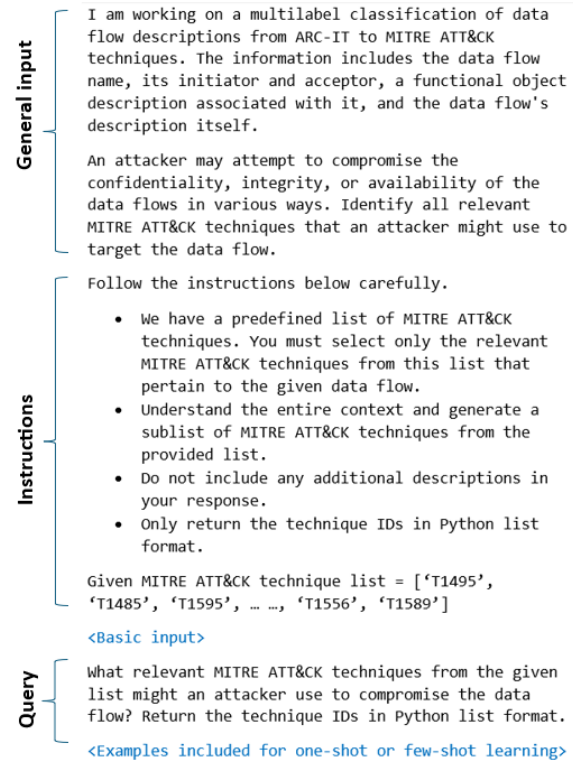 General input
I am working on a multilabel classification of data
flow descriptions from ARC-IT to MITRE ATT&CK
techniques. The information includes the data flow
name, its initiator and acceptor, a functional object
description associated with it, and the data flow's
description itself.
An attacker may attempt to compromise the
confidentiality, integrity, or availability of the
data flows in various ways. Identify all relevant
MITRE ATT&CK techniques that an attacker might use to
target the data flow.
Instructions
Follow the instructions below carefully.
• We have a predefined list of MITRE ATT&CK
techniques. You must select only the relevant
MITRE ATT&CK techniques from this list that
pertain to the given data flow.
• Understand the entire context and generate a
sublist of MITRE ATT&CK techniques from the
provided list.
• Do not include any additional descriptions in
your response.
• Only return the technique IDs in Python list
format.
Given MITRE ATT&CK technique list = [‘T1495’,
‘T1485’, ‘T1595’, … …, ‘T1556’, ‘T1589’]
<Basic input>
Query
What relevant MITRE ATT&CK techniques from the given
list might an attacker use to compromise the data
flow? Return the technique IDs in Python list format.
<Examples included for one-shot or few-shot learning>